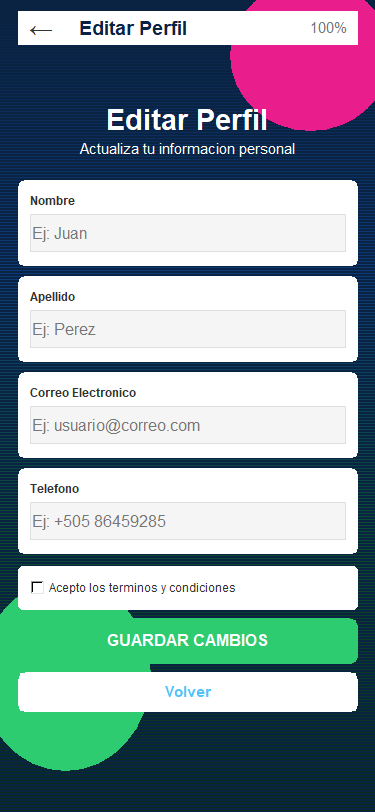 ← Editar Perfil 100%
Editar Perfil
Actualiza tu informacion personal
Nombre
Ej: Juan
Apellido
Ej: Perez
Correo Electronico
Ej: usuario@correo.com
Telefono
Ej: +505 86459285
Acepto los terminos y condiciones
GUARDAR CAMBIOS
Volver